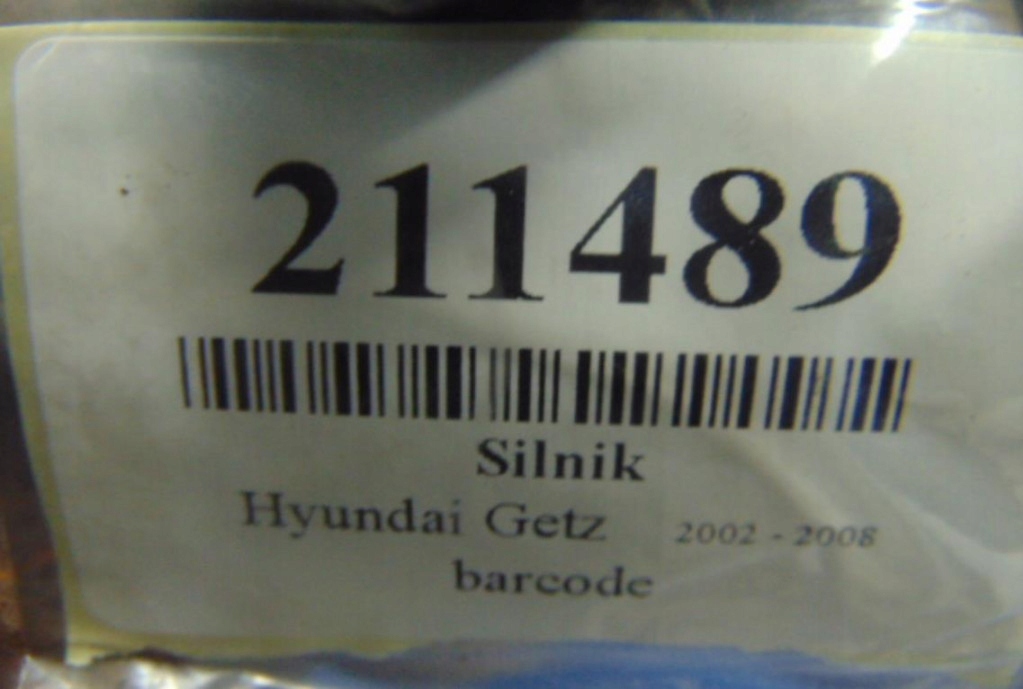 211489
Silnik
Hyundai Getz 2002 - 2008
barcode